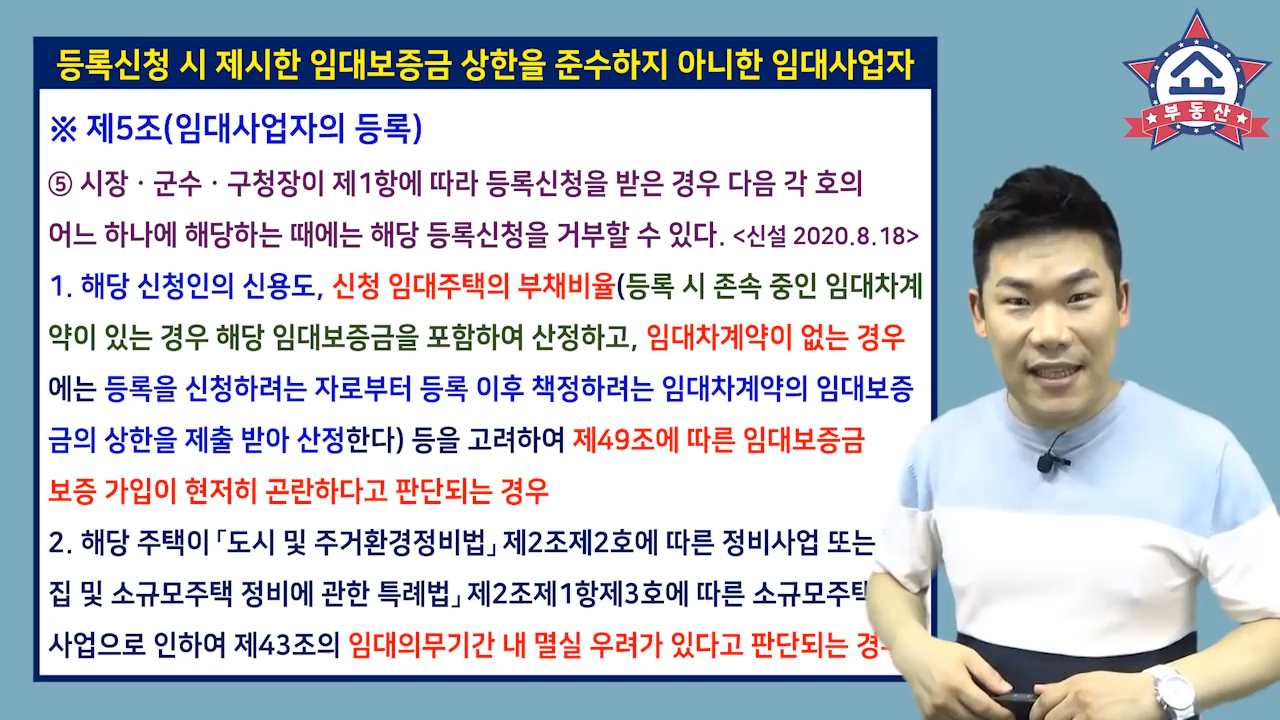 등록신청 시 제시한 임대보증금 상한을 준수하지 아니한 임대사업자
부동산
※ 제5조(임대사업자의 등록)
⑤ 시장ㆍ군수ㆍ구청장이 제1항에 따라 등록신청을 받은 경우 다음 각 호의
어느 하나에 해당하는 때에는 해당 등록신청을 거부할 수 있다. <신설 2020.8.18>
1. 해당 신청인의 신용도, 신청 임대주택의 부채비율(등록 시 존속 중인 임대차계
약이 있는 경우 해당 임대보증금을 포함하여 산정하고, 임대차계약이 없는 경우
에는 등록을 신청하려는 자로부터 등록 이후 책정하려는 임대차계약의 임대보증
금의 상한을 제출 받아 산정한다) 등을 고려하여 제49조에 따른 임대보증금
보증 가입이 현저히 곤란하다고 판단되는 경우
2. 해당 주택이 「도시 및 주거환경정비법」 제2조제2호에 따른 정비사업 또는
집 및 소규모주택 정비에 관한 특례법」 제2조제1항제3호에 따른 소규모주택
사업으로 인하여 제43조의 임대의무기간 내 멸실 우려가 있다고 판단되는